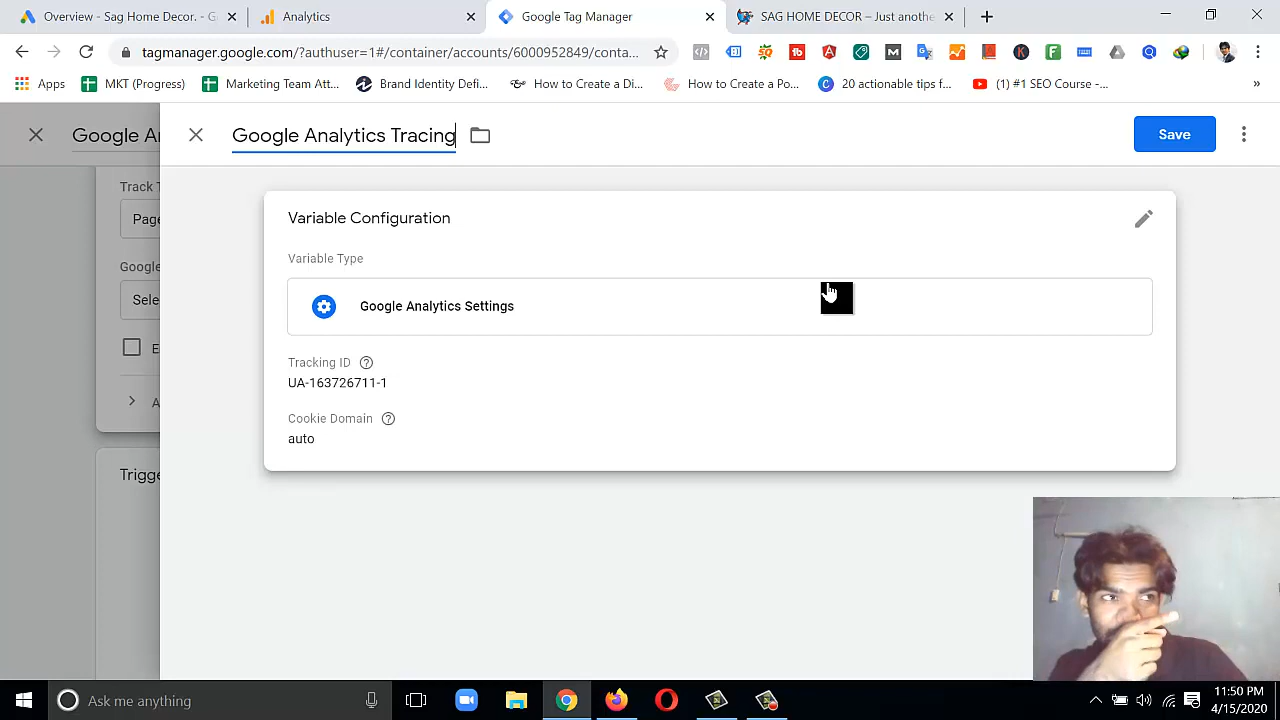 Overview - Sag Home Decor. - G
Analytics
Google Tag Manager
SAG HOME DECOR – Just anothe
tagmanager.google.com/?authuser=1#/container/accounts/6000952849/conta...
Apps
MKT (Progress)
Marketing Team Att...
Brand Identity Defi...
How to Create a Di...
How to Create a Po...
20 actionable tips f...
(1) #1 SEO Course -...
»
Google Ar
Google Analytics Tracing
Save
Track T
Variable Configuration
Page
Variable Type
Google
Sele
Google Analytics Settings
E
Tracking ID
UA-163726711-1
A
Cookie Domain
auto
Trigge
Ask me anything
11:50 PM
4/15/2020